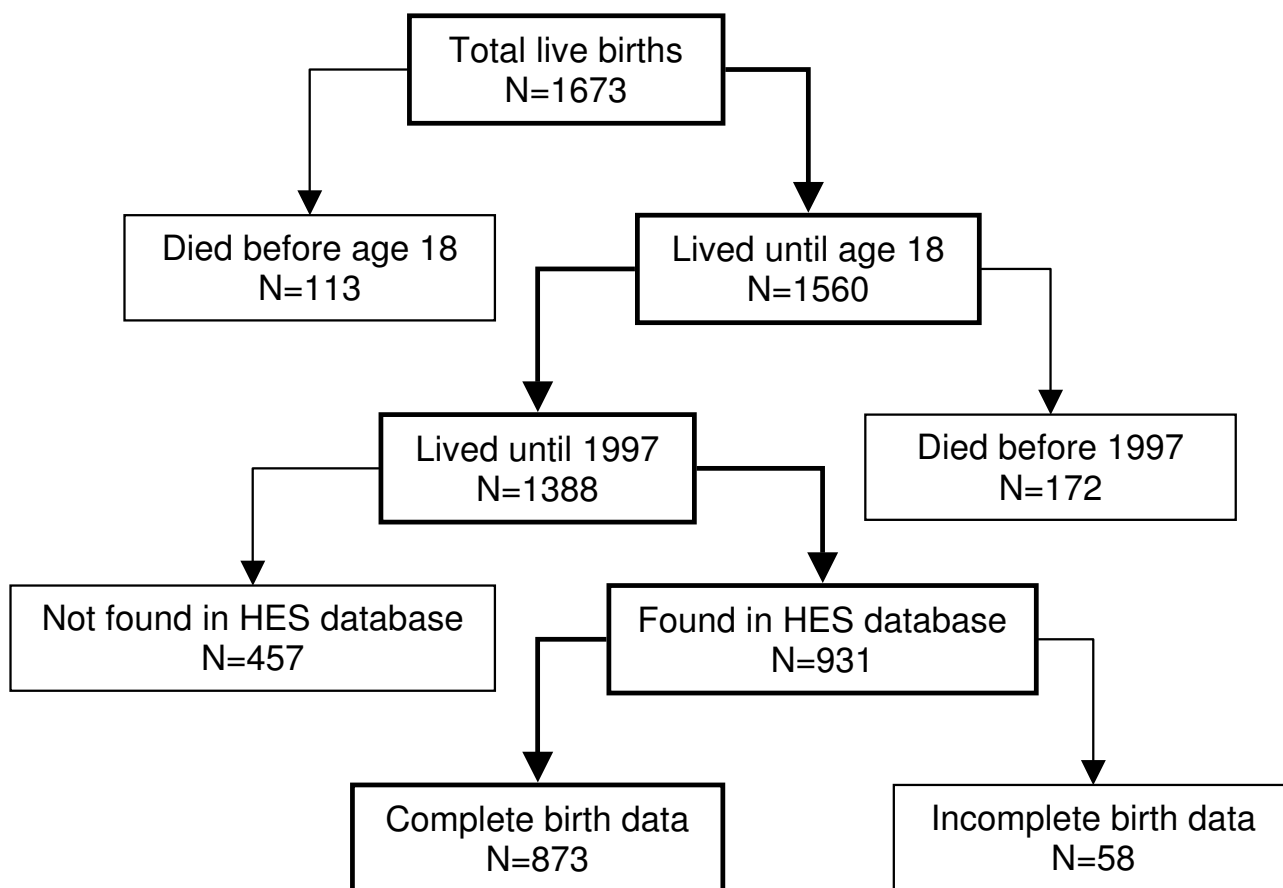 Total live births
N=1673
Died before age 18
N=113
Lived until age 18
N=1560
Lived until 1997
N=1388
Died before 1997
N=172
Not found in HES database
N=457
Found in HES database
N=931
Complete birth data
N=873
Incomplete birth data
N=58